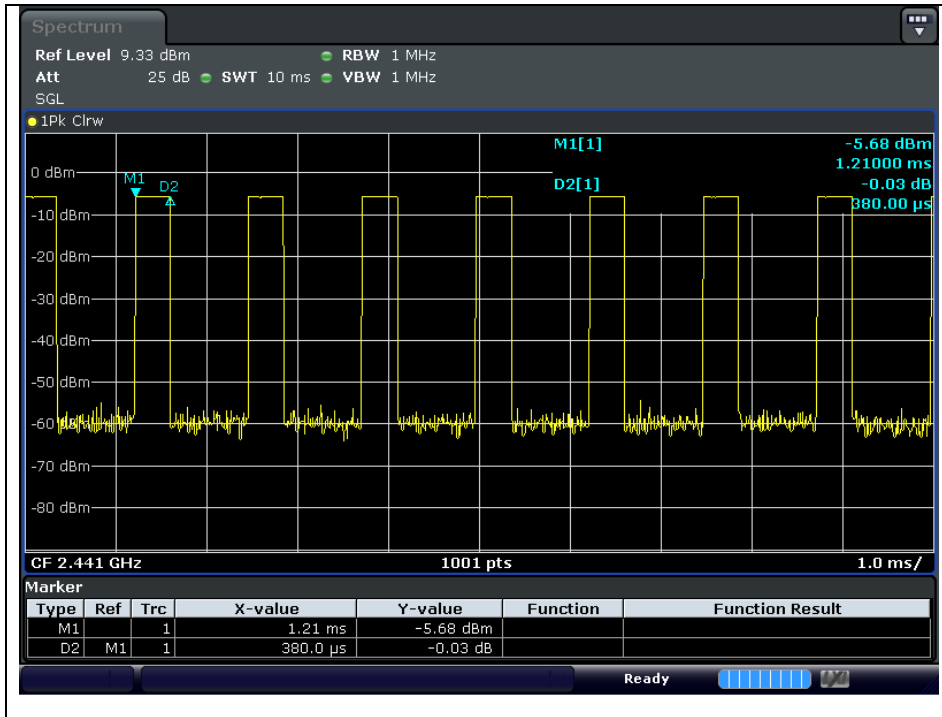 Spectrum
Ref Level 9.33 dBm RBW 1 MHz
Att 25 dB SWT 10 ms VBW 1 MHz
SGL
1Pk Clrw
M1[1] -5.68 dBm
1.21000 ms
D2[1] -0.03 dB
380.00 µs
M1
D2
0 dBm
-10 dBm
-20 dBm
-30 dBm
-40 dBm
-50 dBm
-60 dBm
-70 dBm
-80 dBm
CF 2.441 GHz 1001 pts 1.0 ms/
Marker
Type Ref Trc X-value Y-value Function Function Result
M1 1 1.21 ms -5.68 dBm
D2 M1 1 380.0 µs -0.03 dB
Ready